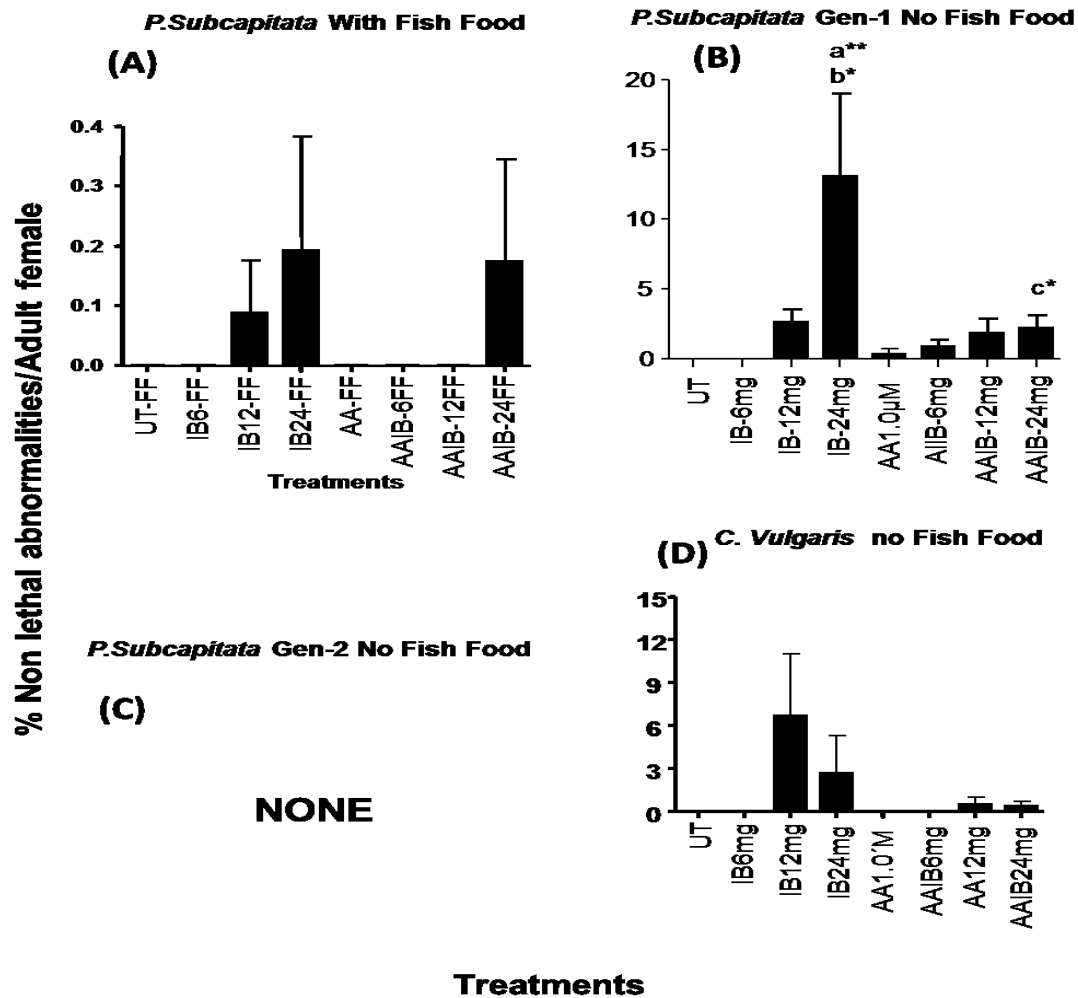 % Non lethal abnormalities/Adult female
P.Subcapitata With Fish Food
(A)
0.4
0.3
0.2
0.1
0.0
UT-FF
IB6-FF
IB12-FF
IB24-FF
AA-FF
AAIB-6FF
AAIB-12FF
AAIB-24FF
Treatments
P.Subcapitata Gen-1 No Fish Food
(B)
a**
b*
c*
20
15
10
5
0
UT
IB-6mg
IB-12mg
IB-24mg
AA1.0µM
AIIB-6mg
AAIB-12mg
AAIB-24mg
P.Subcapitata Gen-2 No Fish Food
(C)
NONE
C. Vulgaris no Fish Food
(D)
15
12
9
6
3
0
UT
IB6mg
IB12mg
IB24mg
AA1.0´M
AAIB6mg
AA12mg
AAIB24mg
Treatments